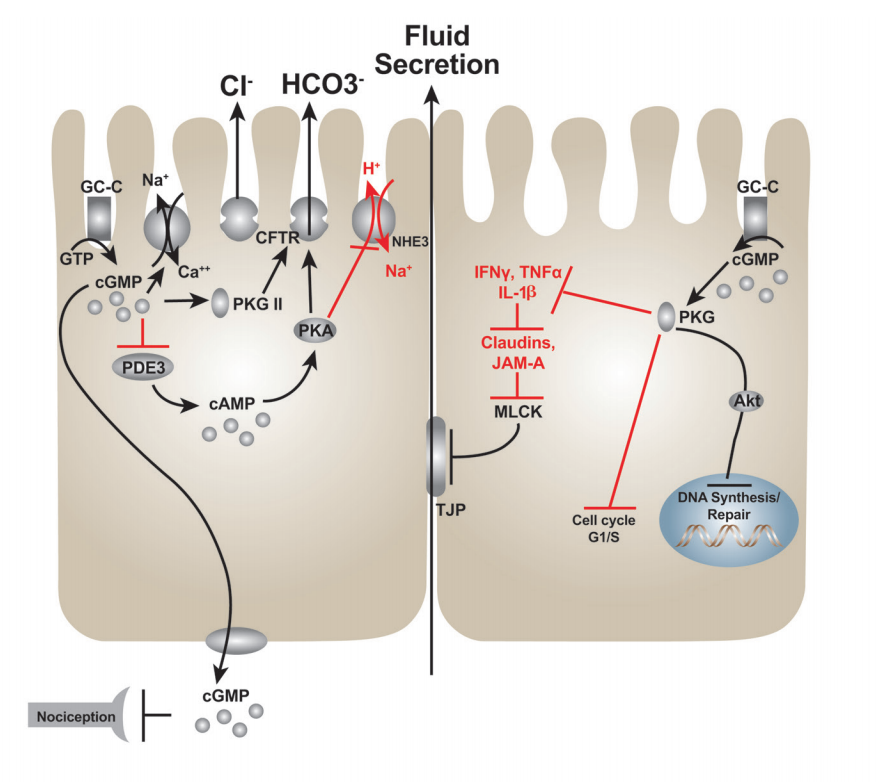 Fluid
Secretion
Cl-
HCO3-
H+
GC-C
Na+
GC-C
CFTR
NHE3
GTP
Ca++
Na+
cGMP
cGMP
IFNγ, TNFα
IL-1β
PKG II
PKG
PKA
Claudins,
JAM-A
PDE3
cAMP
MLCK
Akt
TJP
DNA Synthesis/
Repair
Cell cycle
G1/S
cGMP
Nociception